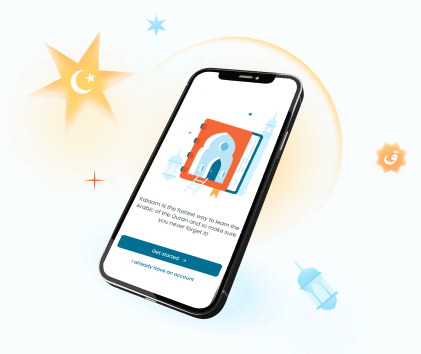 Kalaam is the fastest way to learn the
Arabic of the Quran and to make sure
you never forget it!
Get started →
I already have an account
ق